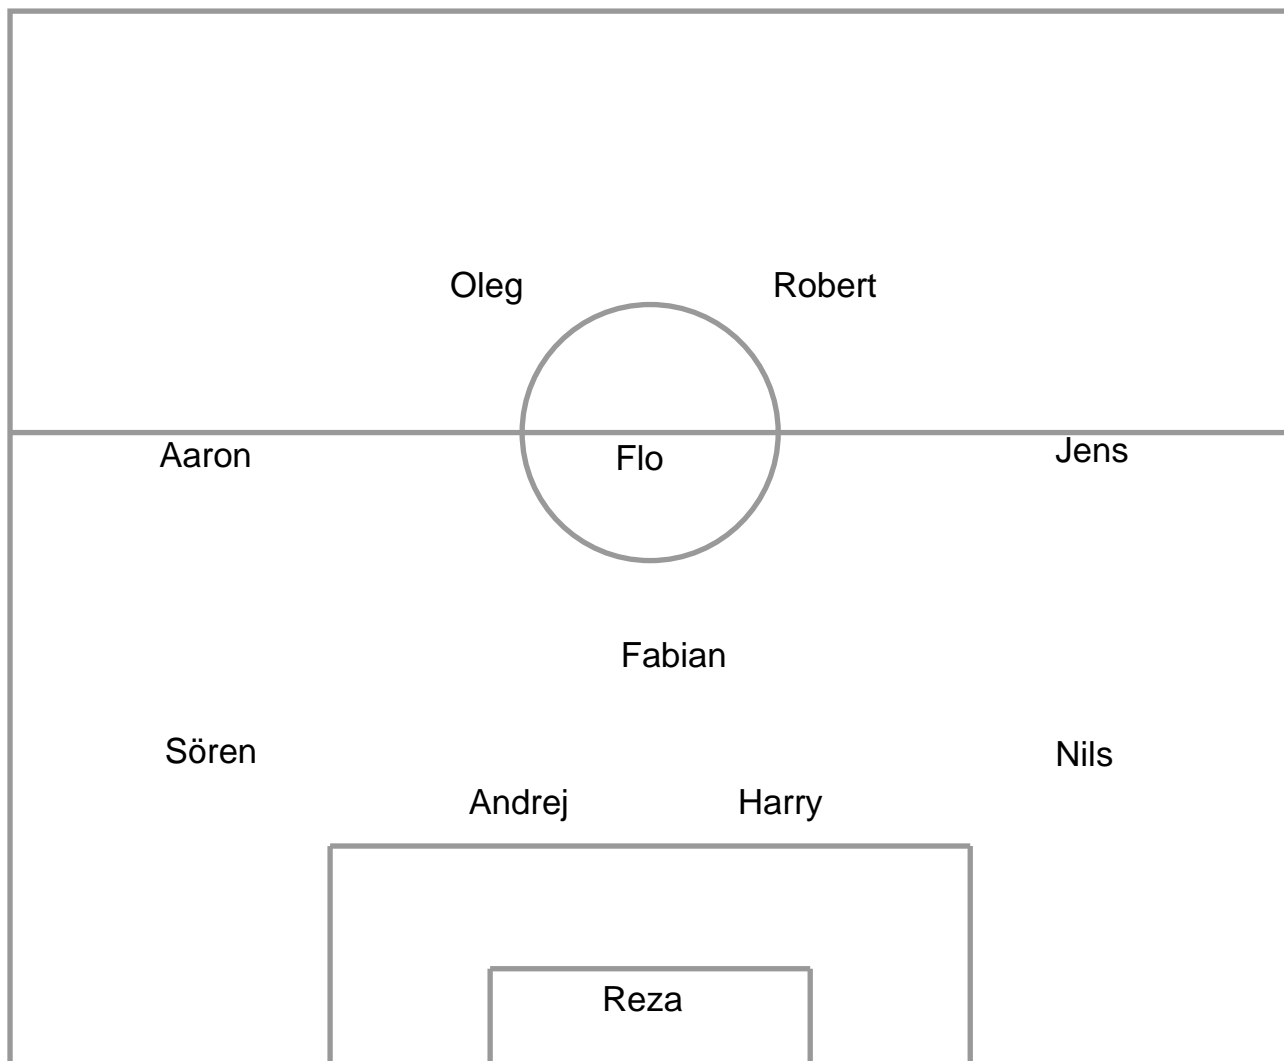 Oleg Robert
Aaron Flo Jens
Fabian
Sören Nils
Andrej Harry
Reza